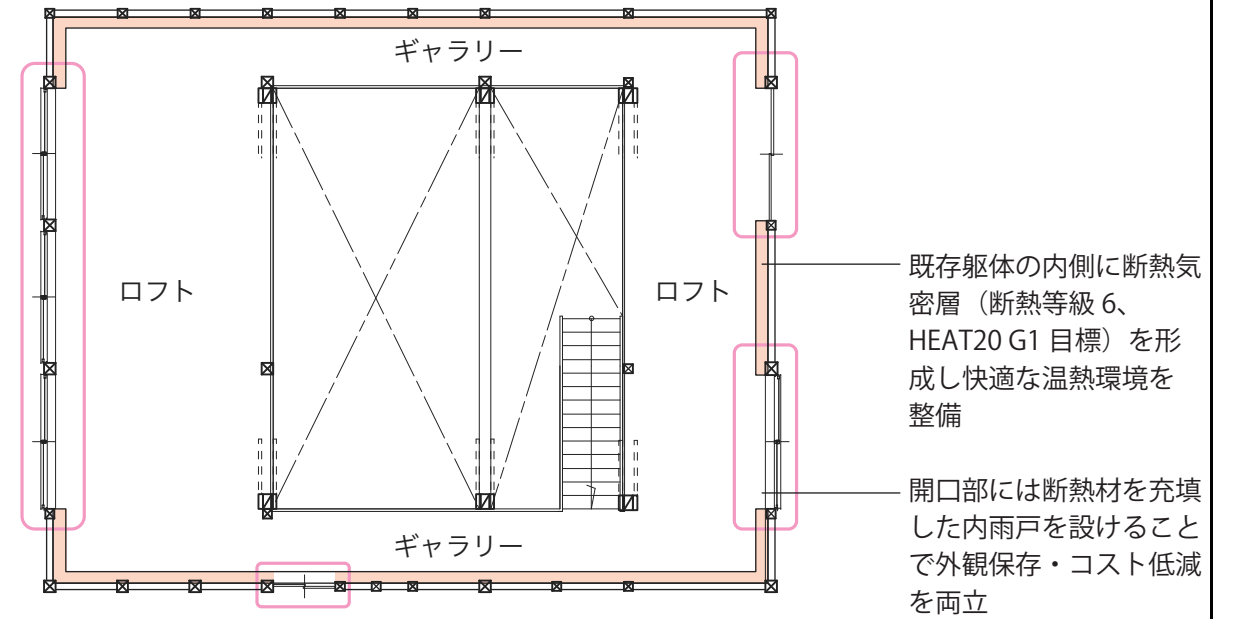 ギャラリー
ロフト
ロフト
既存躯体の内側に断熱気
密層（断熱等級 6、
HEAT20 G1 目標）を形
成し快適な温熱環境を
整備
開口部には断熱材を充填
した内雨戸を設けること
で外観保存・コスト低減
を両立
ギャラリー